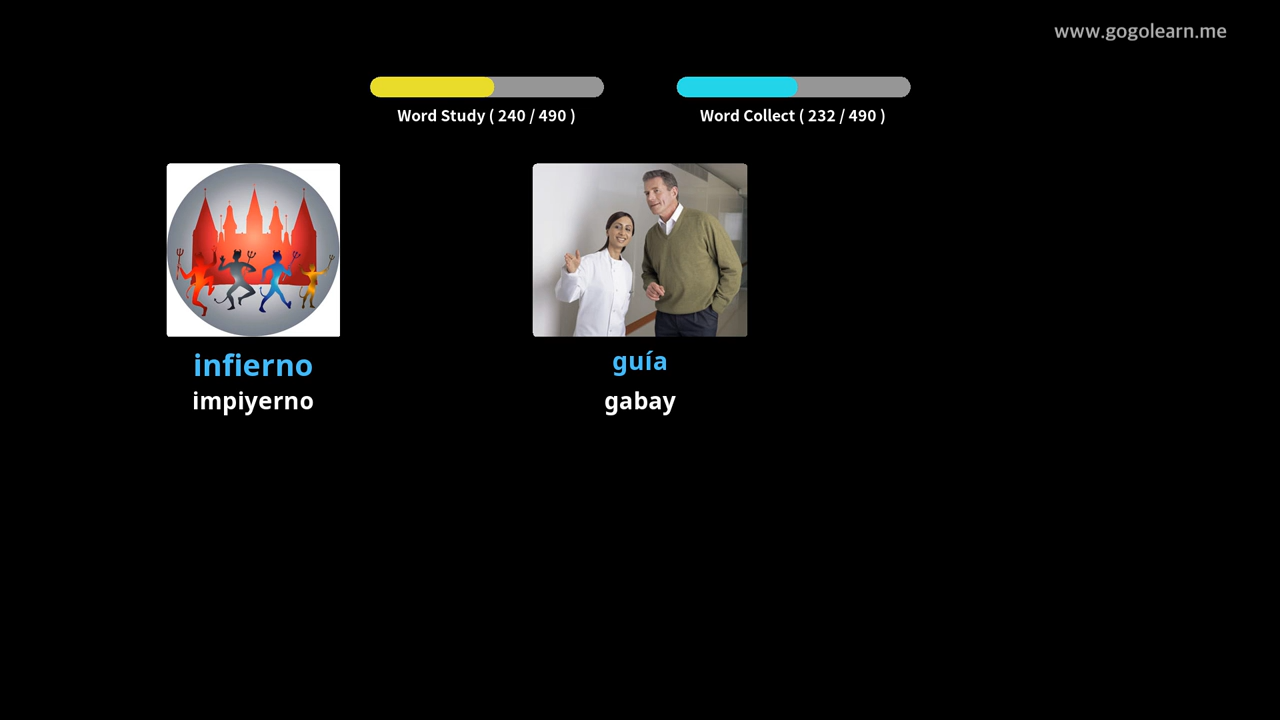 www.gogolearn.me
Word Study ( 240 / 490 )
Word Collect ( 232 / 490 )
infierno
impiyerno
guía
gabay